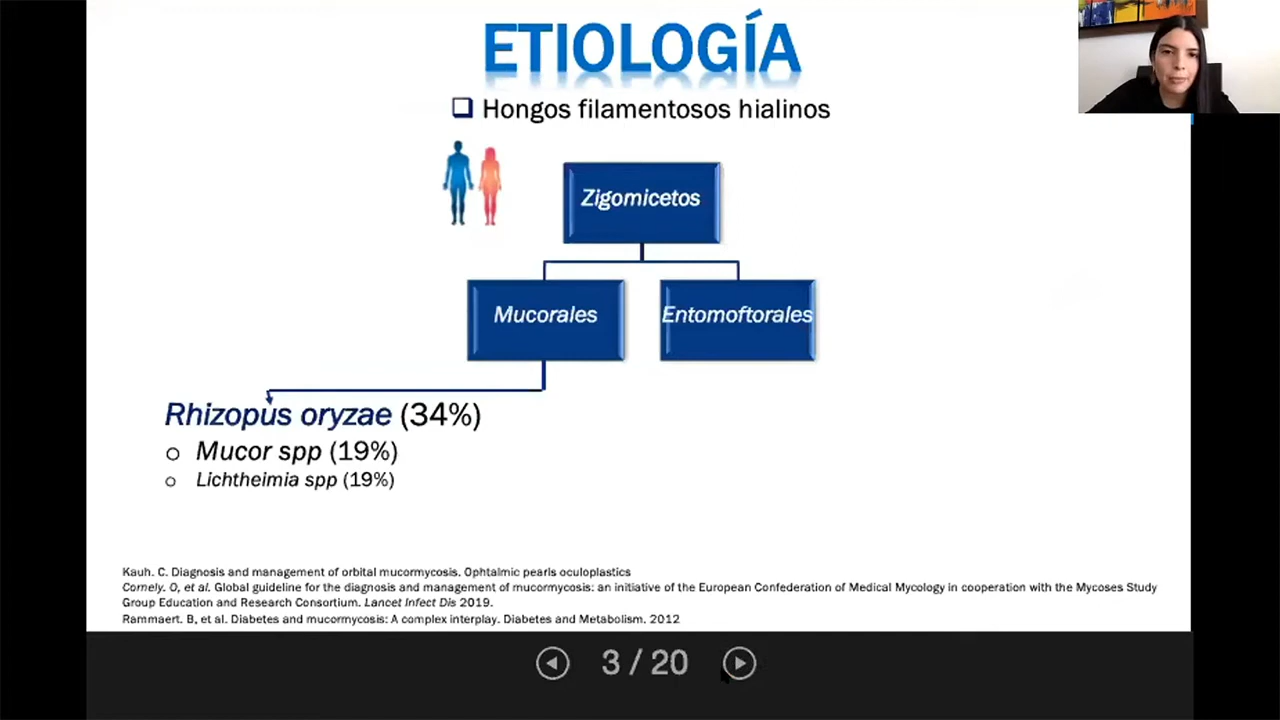 ETIOLOGÍA
Hongos filamentosos hialinos
Zigomicetos
Mucorales
Entomoftorales
Rhizopus oryzae (34%)
Mucor spp (19%)
Lichtheimia spp (19%)
Kauh. C. Diagnosis and management of orbital mucormycosis. Ophtalmic pearls oculoplastics
Cornely. O, et al. Global guideline for the diagnosis and management of mucormycosis: an initiative of the European Confederation of Medical Mycology in cooperation with the Mycoses Study
Group Education and Research Consortium. Lancet Infect Dis 2019.
Rammaert. B, et al. Diabetes and mucormycosis: A complex interplay. Diabetes and Metabolism. 2012
3 / 20